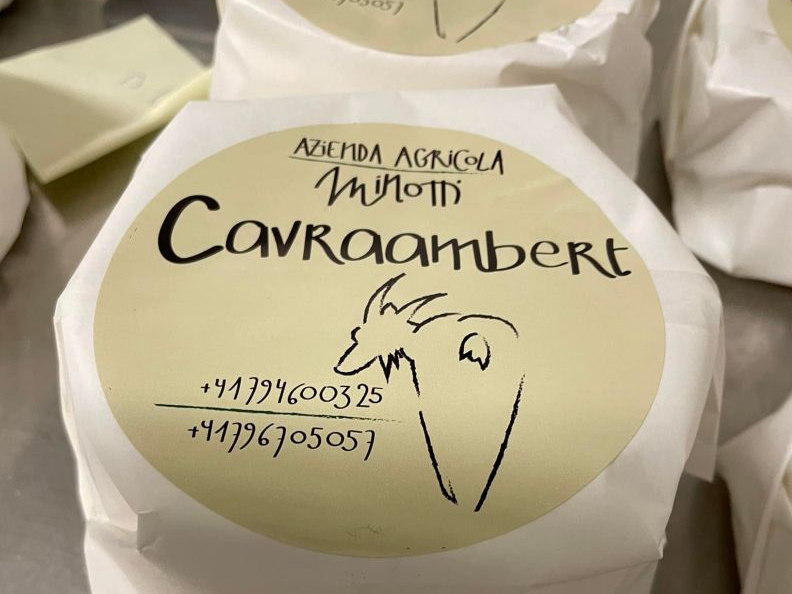 AZIENDA AGRICOLA
Minotti
Cavraambert
+41794600325
+41796705057